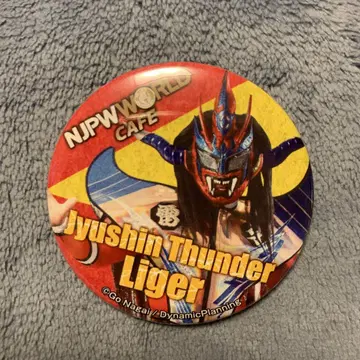 NJPWWORLD
CAFE
Jyushin Thunder
Liger
©Go Nagai / DynamicPlanning